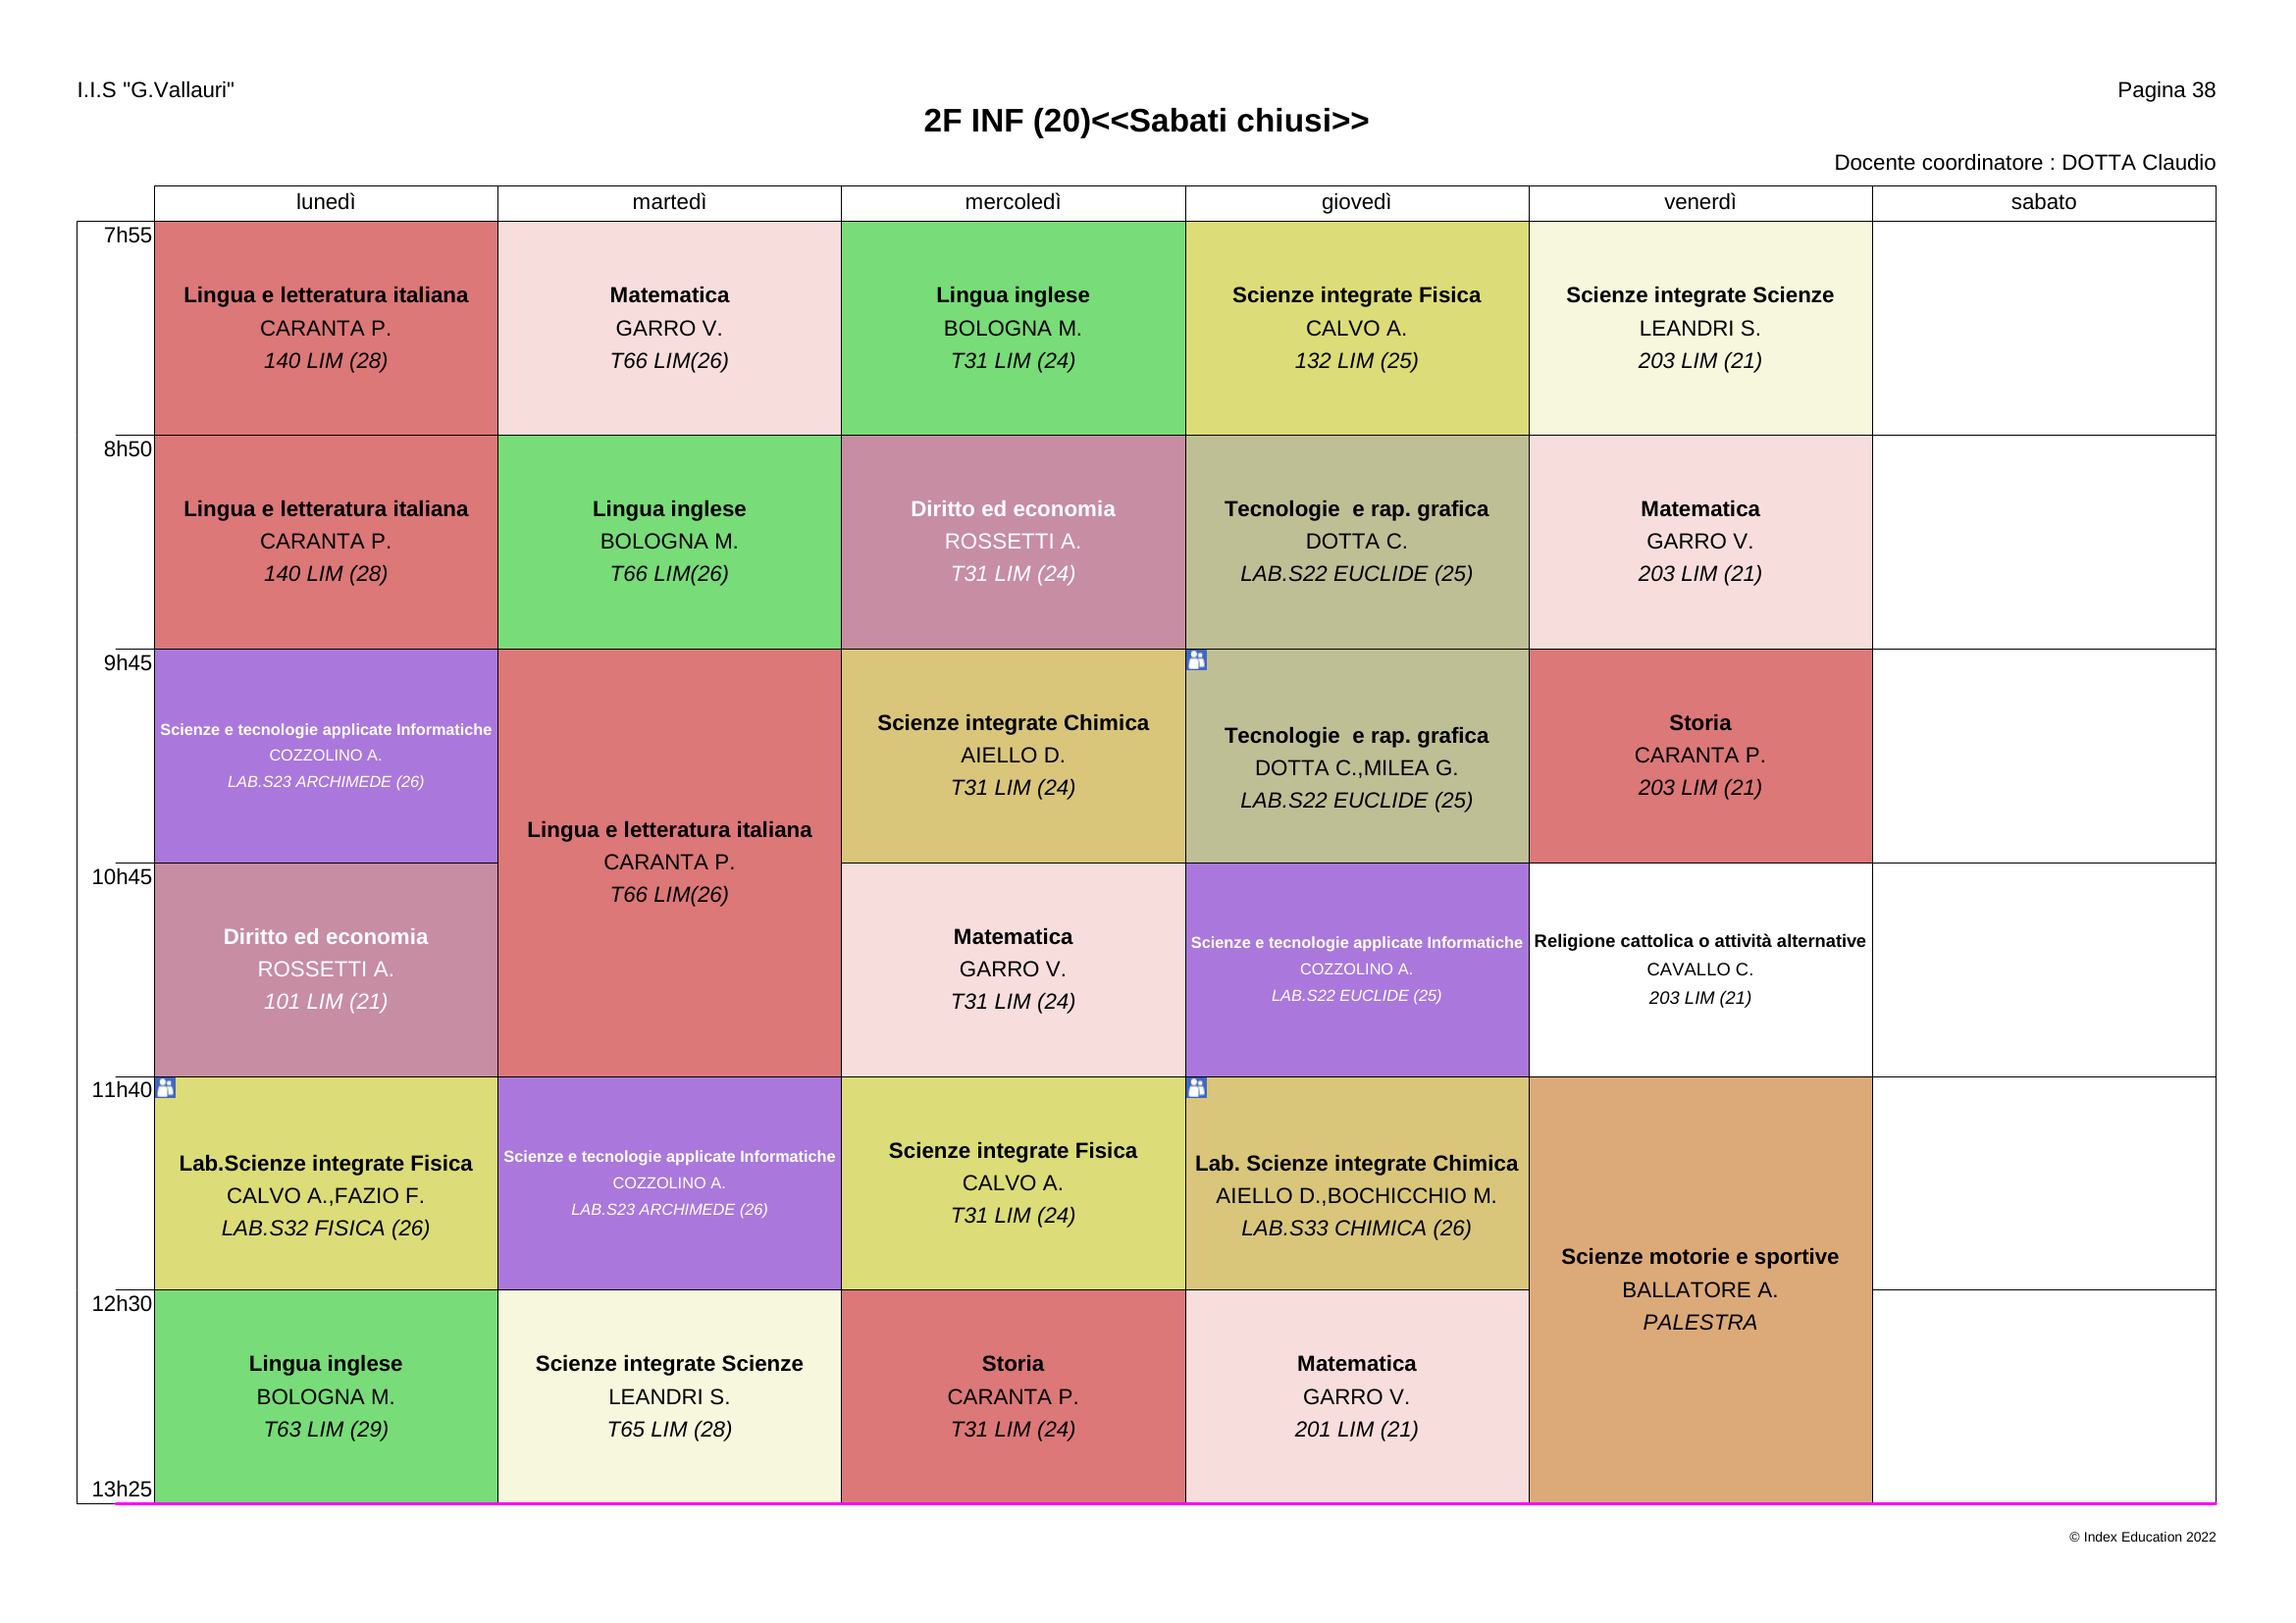 I.I.S "G.Vallauri"
Pagina 38
2F INF (20)<<Sabati chiusi>>
Docente coordinatore : DOTTA Claudio
lunedì
martedì
mercoledì
giovedì
venerdì
sabato
7h55
Lingua e letteratura italiana
CARANTA P.
140 LIM (28)
Matematica
GARRO V.
T66 LIM(26)
Lingua inglese
BOLOGNA M.
T31 LIM (24)
Scienze integrate Fisica
CALVO A.
132 LIM (25)
Scienze integrate Scienze
LEANDRI S.
203 LIM (21)
8h50
Lingua e letteratura italiana
CARANTA P.
140 LIM (28)
Lingua inglese
BOLOGNA M.
T66 LIM(26)
Diritto ed economia
ROSSETTI A.
T31 LIM (24)
Tecnologie  e rap. grafica
DOTTA C.
LAB.S22 EUCLIDE (25)
Matematica
GARRO V.
203 LIM (21)
9h45
Scienze e tecnologie applicate Informatiche
COZZOLINO A.
LAB.S23 ARCHIMEDE (26)
Lingua e letteratura italiana
CARANTA P.
T66 LIM(26)
Scienze integrate Chimica
AIELLO D.
T31 LIM (24)
Tecnologie  e rap. grafica
DOTTA C.,MILEA G.
LAB.S22 EUCLIDE (25)
Storia
CARANTA P.
203 LIM (21)
10h45
Diritto ed economia
ROSSETTI A.
101 LIM (21)
Matematica
GARRO V.
T31 LIM (24)
Scienze e tecnologie applicate Informatiche
COZZOLINO A.
LAB.S22 EUCLIDE (25)
Religione cattolica o attività alternative
CAVALLO C.
203 LIM (21)
11h40
Lab.Scienze integrate Fisica
CALVO A.,FAZIO F.
LAB.S32 FISICA (26)
Scienze e tecnologie applicate Informatiche
COZZOLINO A.
LAB.S23 ARCHIMEDE (26)
Scienze integrate Fisica
CALVO A.
T31 LIM (24)
Lab. Scienze integrate Chimica
AIELLO D.,BOCHICCHIO M.
LAB.S33 CHIMICA (26)
Scienze motorie e sportive
BALLATORE A.
PALESTRA
12h30
Lingua inglese
BOLOGNA M.
T63 LIM (29)
Scienze integrate Scienze
LEANDRI S.
T65 LIM (28)
Storia
CARANTA P.
T31 LIM (24)
Matematica
GARRO V.
201 LIM (21)
13h25
© Index Education 2022